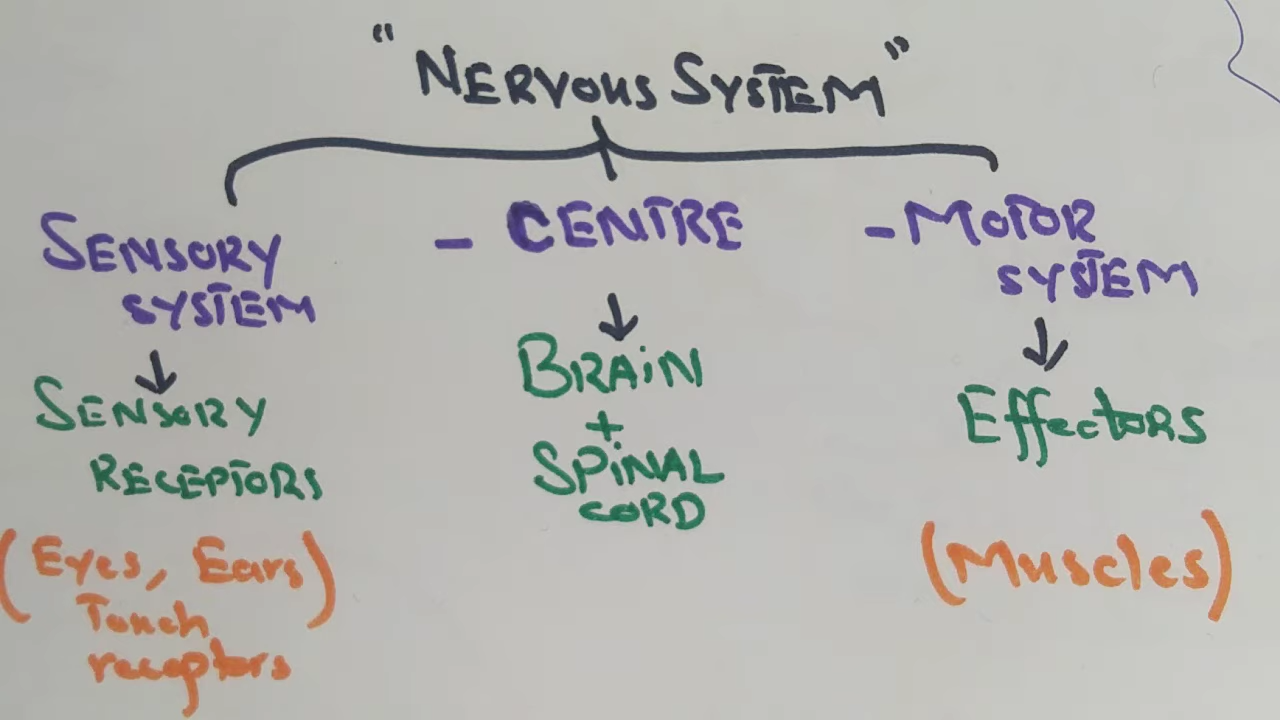 "NERVOUS SYSTEM"
SENSORY
SYSTEM
- CENTRE
- MOTOR
SYSTEM
SENSORY
RECEPTORS
(Eyes, Ears)
Touch
receptors
BRAiN
+
SPiNAL
CORD
EffectORS
(Muscles)